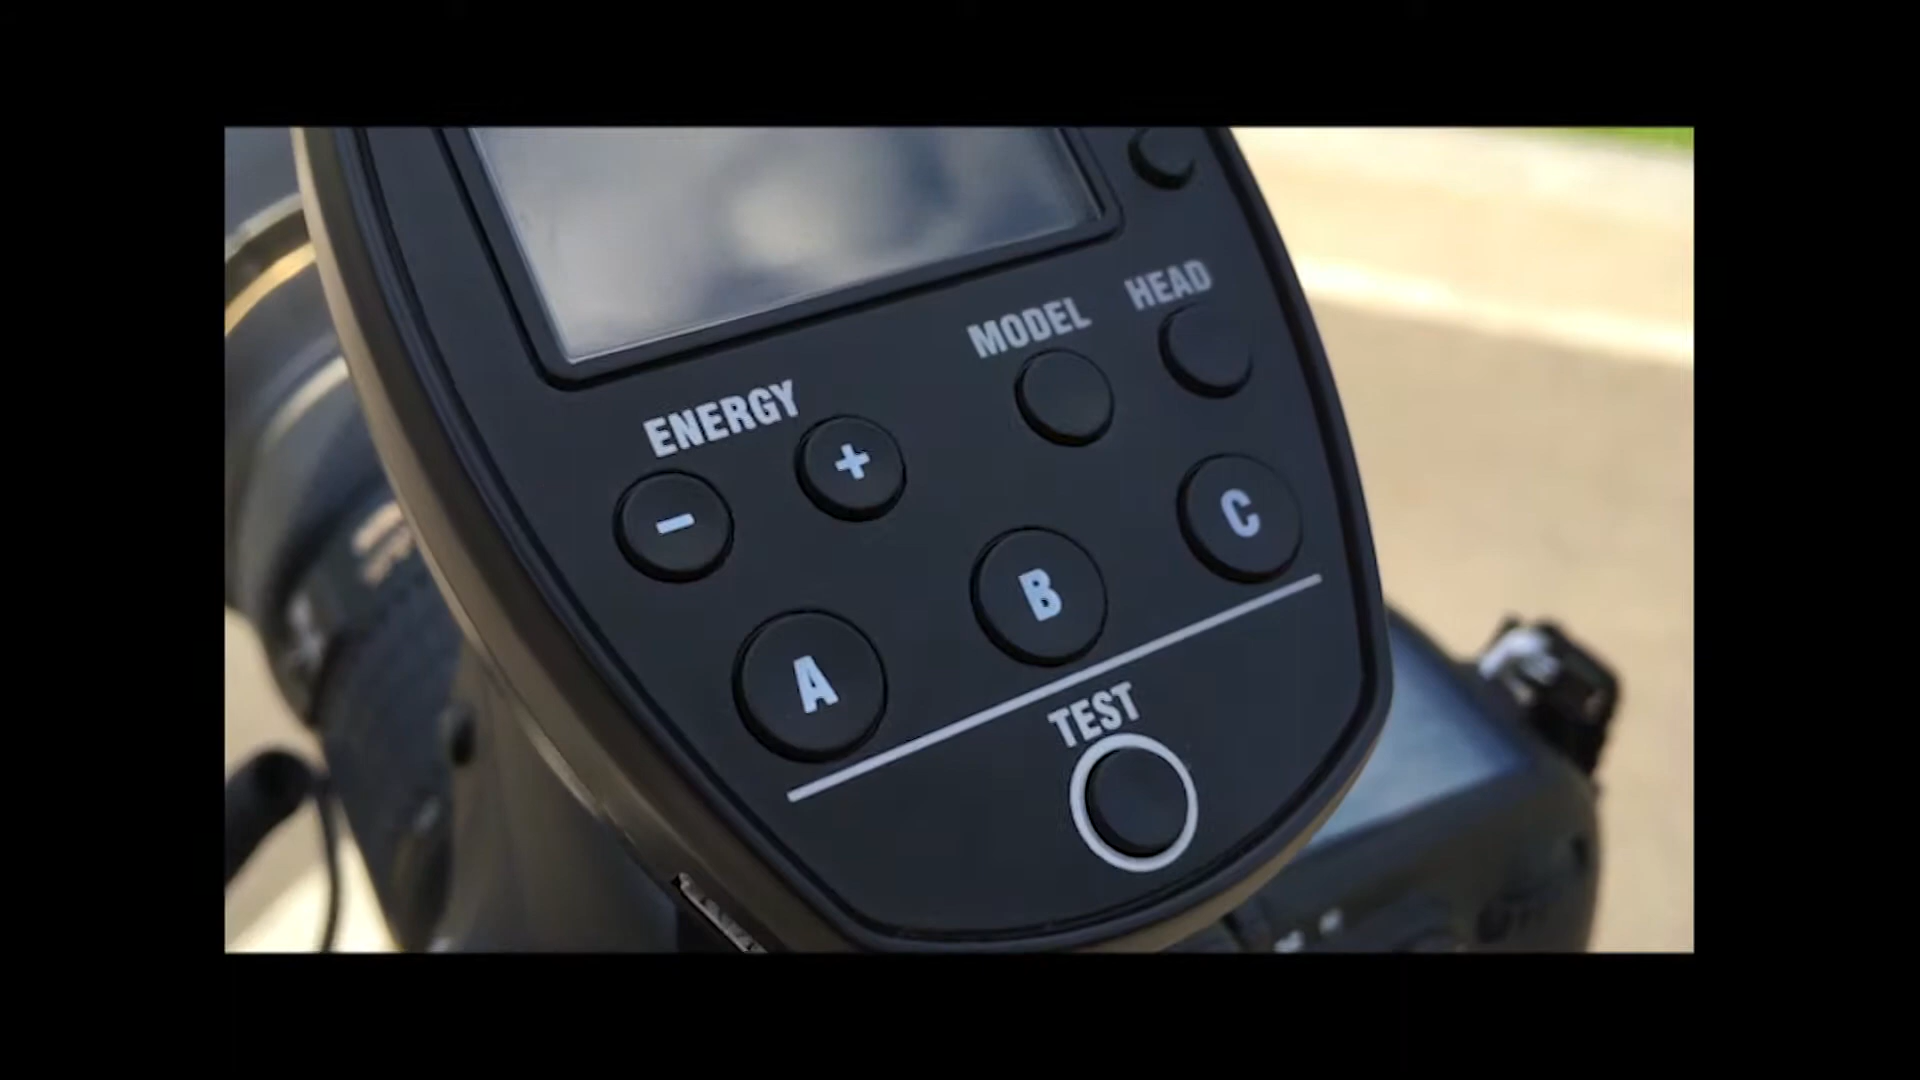 HEAD
MODEL
ENERGY
- +
A B C
TEST